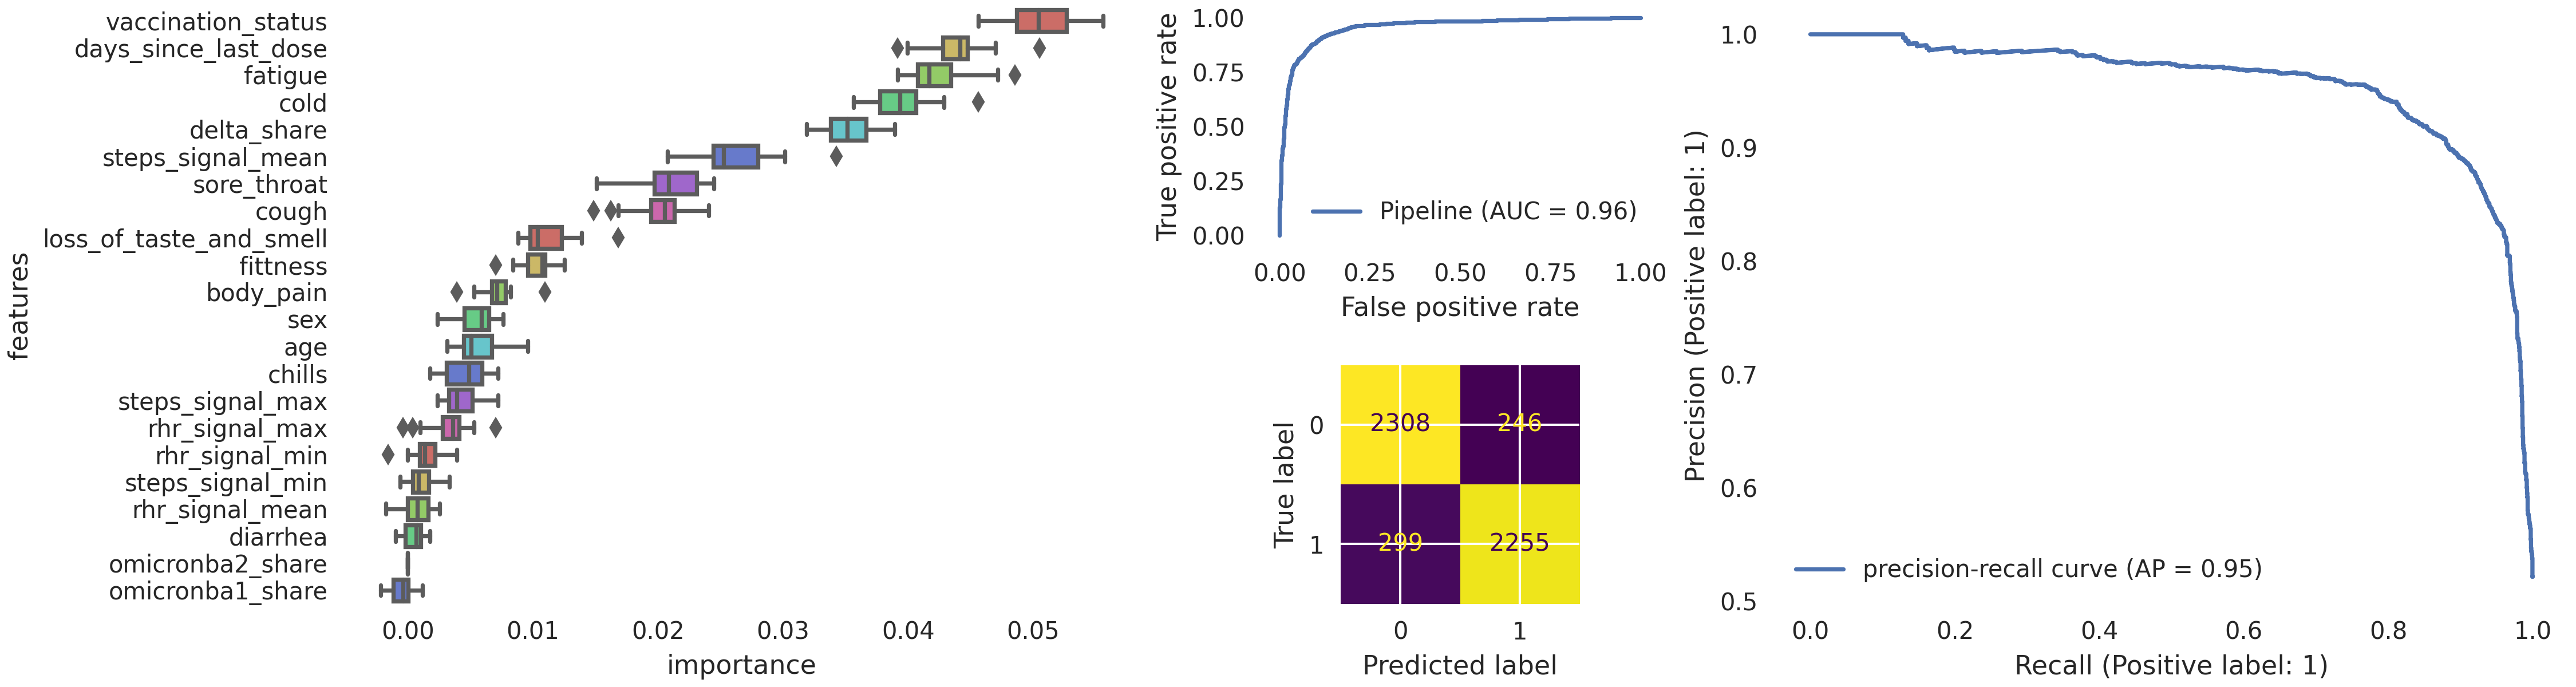 features
vaccination_status
days_since_last_dose
fatigue
cold
delta_share
steps_signal_mean
sore_throat
cough
loss_of_taste_and_smell
fittness
body_pain
sex
age
chills
steps_signal_max
rhr_signal_max
rhr_signal_min
steps_signal_min
rhr_signal_mean
diarrhea
omicronba2_share
omicronba1_share
0.00 0.01 0.02 0.03 0.04 0.05
importance
True positive rate
1.00
0.75
0.50
0.25
0.00
Pipeline (AUC = 0.96)
0.00 0.25 0.50 0.75 1.00
False positive rate
True label
0
1
2308 246
299 2255
0 1
Predicted label
Precision (Positive label: 1)
1.0
0.9
0.8
0.7
0.6
0.5
precision-recall curve (AP = 0.95)
0.0 0.2 0.4 0.6 0.8 1.0
Recall (Positive label: 1)